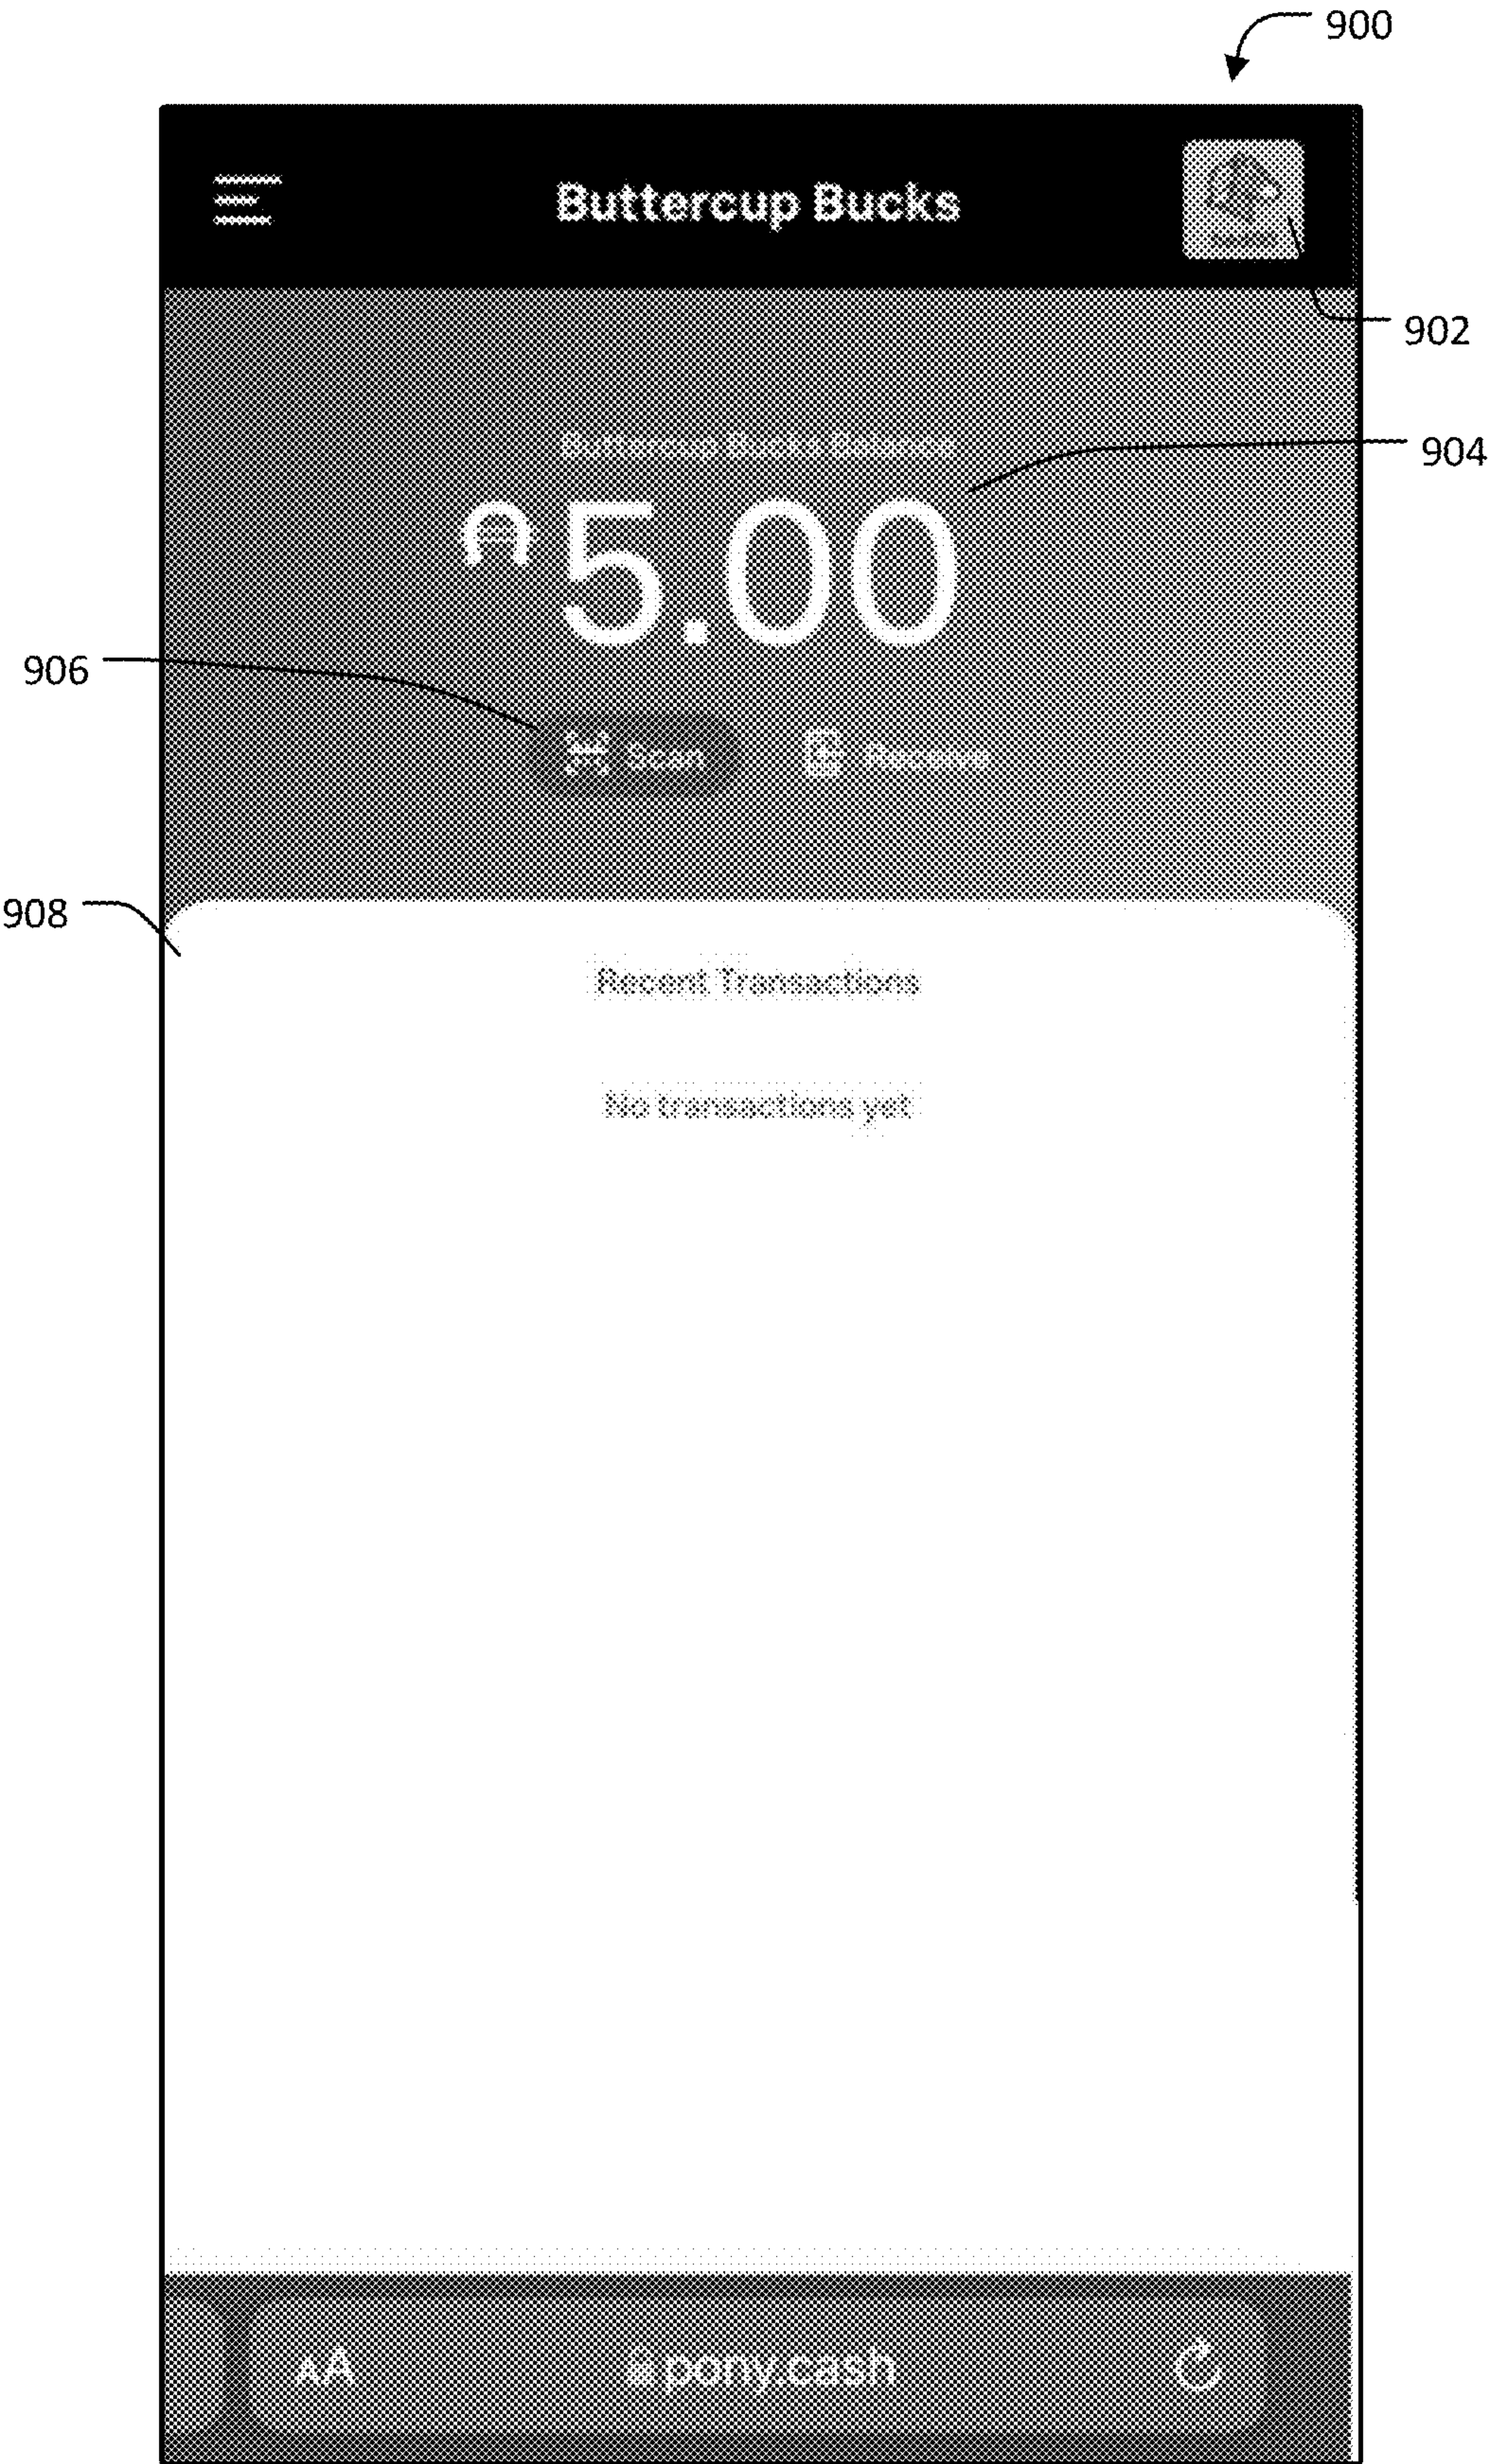 900
Buttercup Bucks
902
Buttercup Bucks Balance
904
5.00
906
Scan
Receive
908
Recent Transactions
No transactions yet
AA
pony.cash